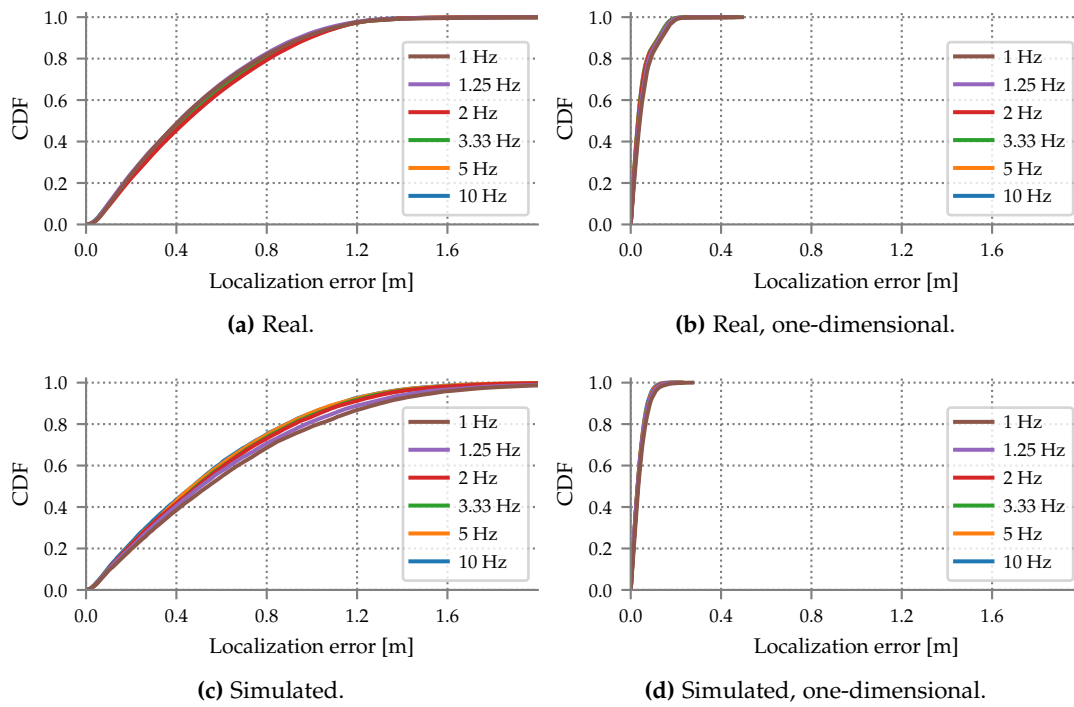 1.0
0.8
0.6
0.4
0.2
0.0
CDF
0.0 0.4 0.8 1.2 1.6
Localization error [m]
1 Hz
1.25 Hz
2 Hz
3.33 Hz
5 Hz
10 Hz
(a) Real.
1.0
0.8
0.6
0.4
0.2
0.0
CDF
0.0 0.4 0.8 1.2 1.6
Localization error [m]
1 Hz
1.25 Hz
2 Hz
3.33 Hz
5 Hz
10 Hz
(b) Real, one-dimensional.
1.0
0.8
0.6
0.4
0.2
0.0
CDF
0.0 0.4 0.8 1.2 1.6
Localization error [m]
1 Hz
1.25 Hz
2 Hz
3.33 Hz
5 Hz
10 Hz
(c) Simulated.
1.0
0.8
0.6
0.4
0.2
0.0
CDF
0.0 0.4 0.8 1.2 1.6
Localization error [m]
1 Hz
1.25 Hz
2 Hz
3.33 Hz
5 Hz
10 Hz
(d) Simulated, one-dimensional.